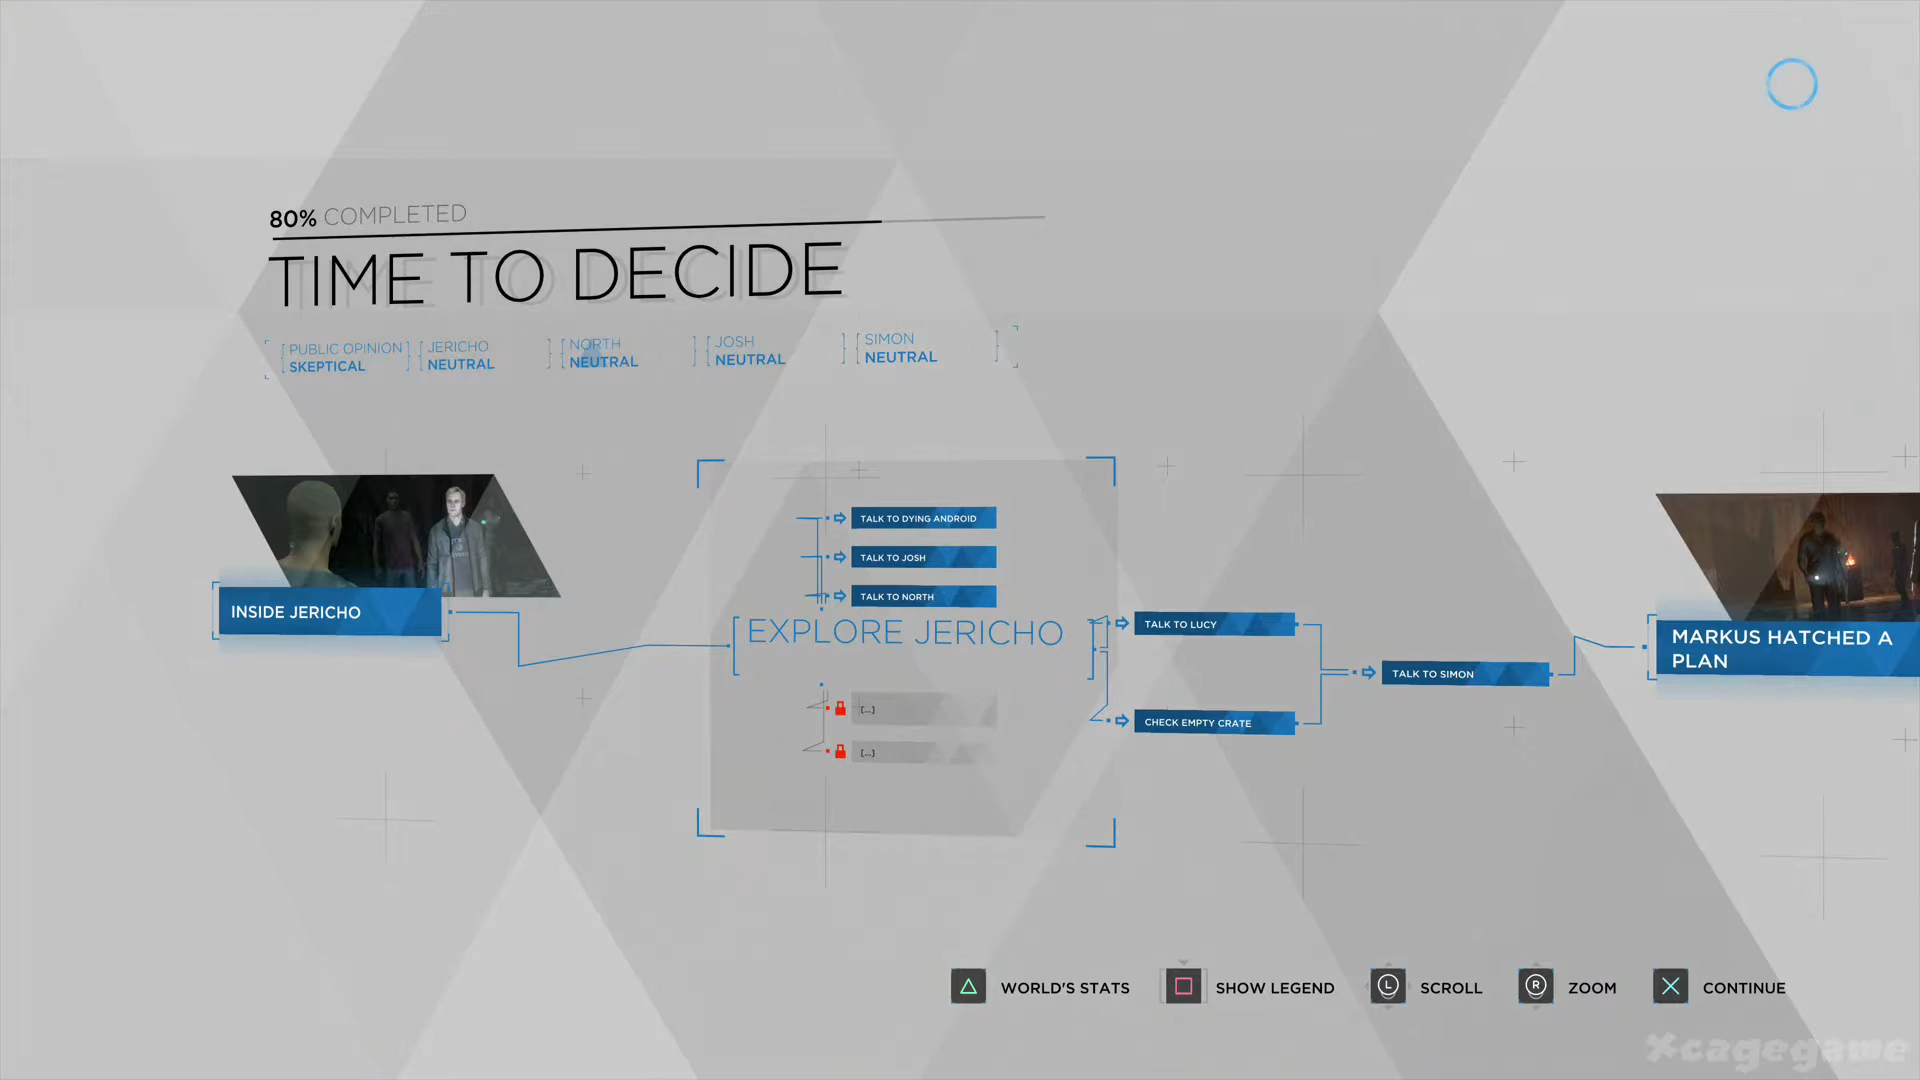 80% COMPLETED
TIME TO DECIDE
PUBLIC OPINION
SKEPTICAL
JERICHO
NEUTRAL
NORTH
NEUTRAL
JOSH
NEUTRAL
SIMON
NEUTRAL
INSIDE JERICHO
TALK TO DYING ANDROID
TALK TO JOSH
TALK TO NORTH
EXPLORE JERICHO
[...]
[...]
TALK TO LUCY
CHECK EMPTY CRATE
TALK TO SIMON
MARKUS HATCHED A
PLAN
WORLD'S STATS
SHOW LEGEND
L
SCROLL
R
ZOOM
CONTINUE
Xcagegame